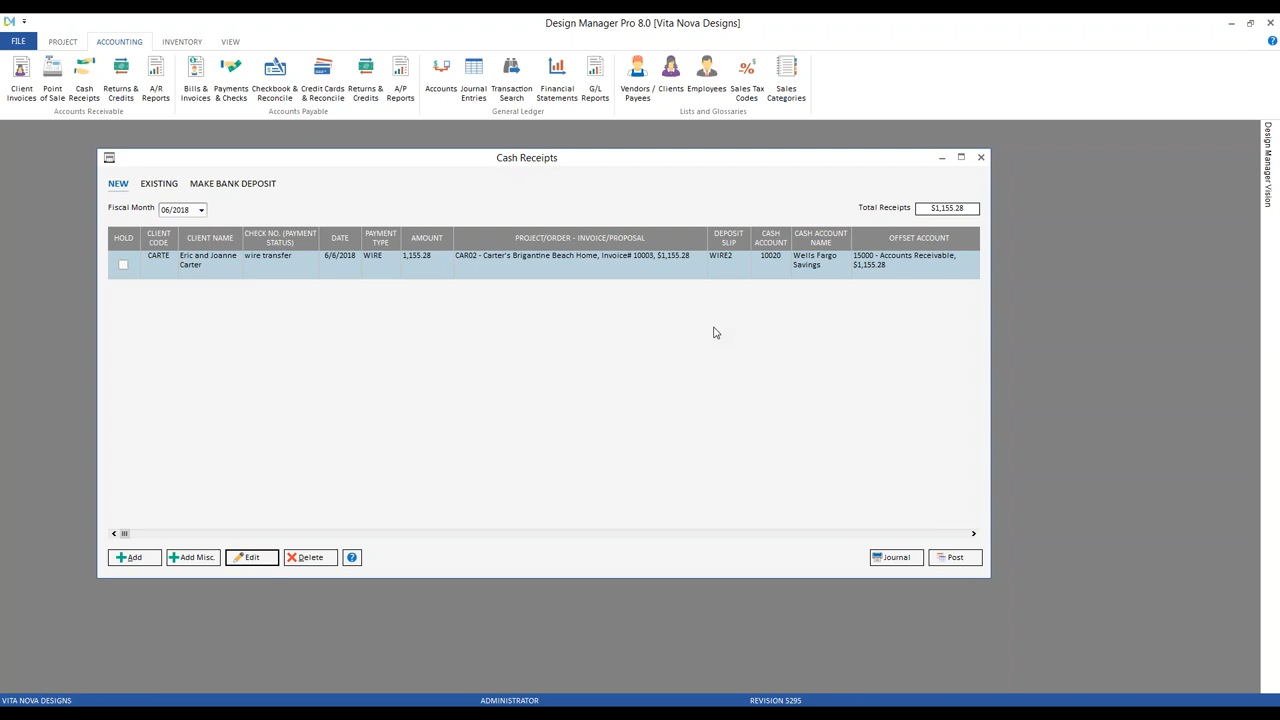 Design Manager Pro 8.0 [Vita Nova Designs]
FILE PROJECT ACCOUNTING INVENTORY VIEW
Client Invoices
Point of Sale
Cash Receipts
Returns & Credits
A/R Reports
Accounts Receivable
Bills & Invoices
Payments & Checks
Checkbook & Reconcile
Credit Cards & Reconcile
Returns & Credits
A/P Reports
Accounts Payable
Accounts
Journal Entries
Transaction Search
Financial Statements
G/L Reports
General Ledger
Vendors / Payees
Clients
Employees
Sales Tax Codes
Sales Categories
Lists and Glossaries
Design Manager Vision
Cash Receipts
NEW EXISTING MAKE BANK DEPOSIT
Fiscal Month 06/2018
Total Receipts $1,155.28
HOLD
CLIENT CODE
CLIENT NAME
CHECK NO. (PAYMENT STATUS)
DATE
PAYMENT TYPE
AMOUNT
PROJECT/ORDER - INVOICE/PROPOSAL
DEPOSIT SLIP
CASH ACCOUNT
CASH ACCOUNT NAME
OFFSET ACCOUNT
CARTE
Eric and Joanne Carter
wire transfer
6/6/2018
WIRE
1,155.28
CAR02 - Carter's Brigantine Beach Home, Invoice# 10003, $1,155.28
WIRE2
10020
Wells Fargo Savings
15000 - Accounts Receivable, $1,155.28
Add Add Misc. Edit Delete ? Journal Post
VITA NOVA DESIGNS ADMINISTRATOR REVISION 5295